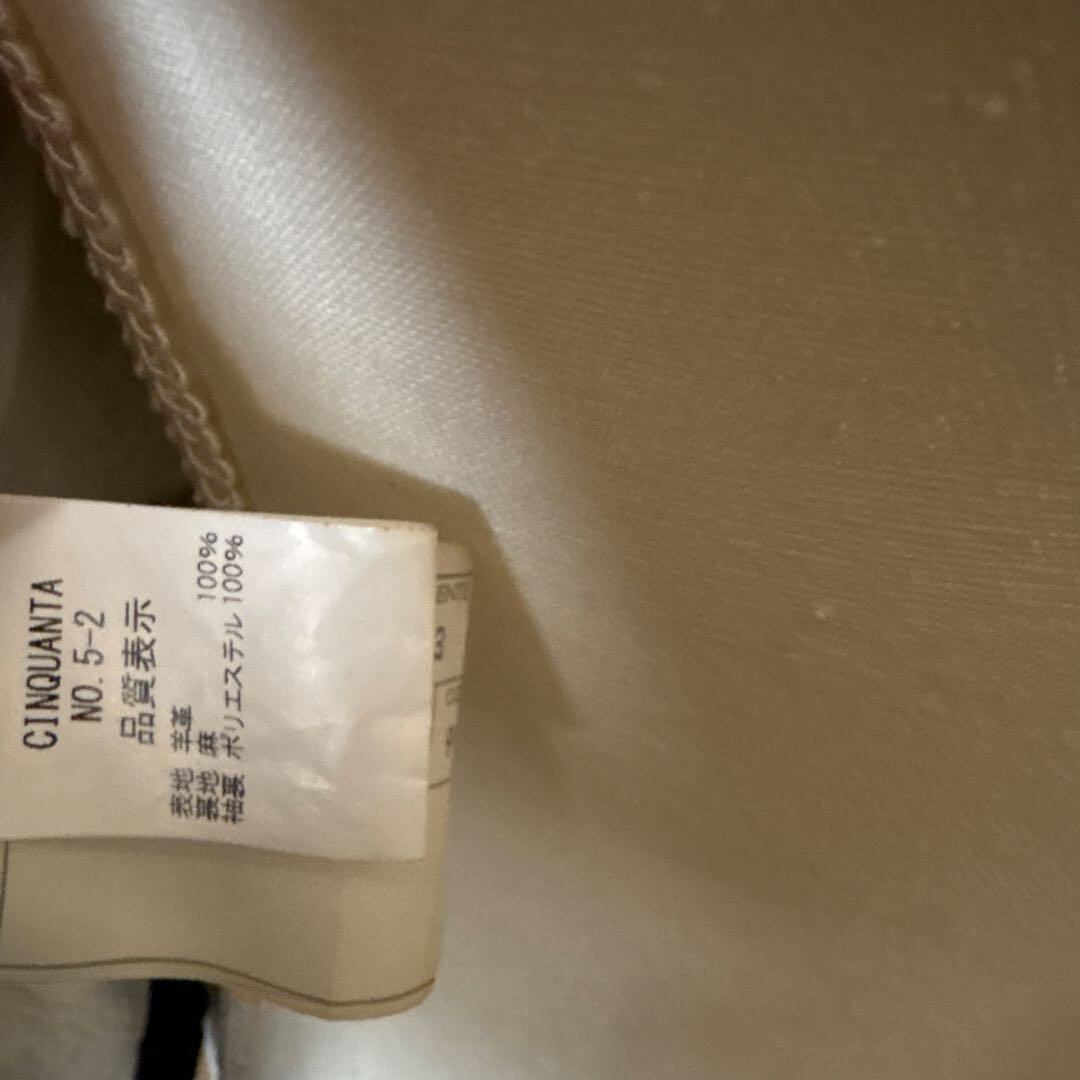 CINQUANTA
NO. 5-2
品質表示
表地 羊革
裏地 麻 100%
袖裏 ポリエステル 100%